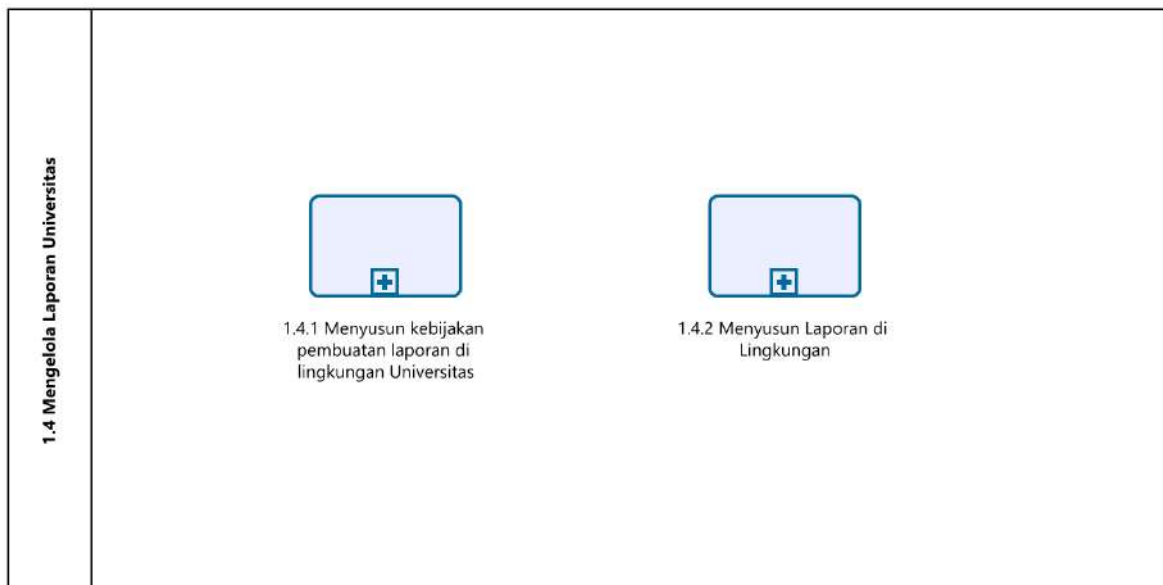 1.4 Mengelola Laporan Universitas
1.4.1 Menyusun kebijakan
pembuatan laporan di
lingkungan Universitas
1.4.2 Menyusun Laporan di
Lingkungan